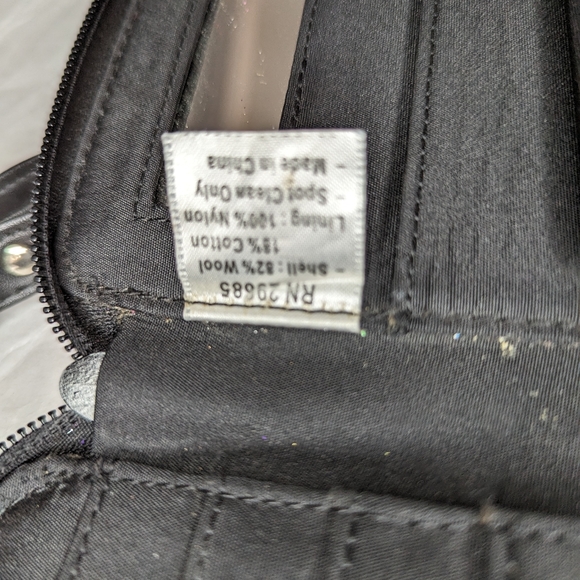 RN 29685
- Shell : 82% Wool
18% Cotton
Lining : 100% Nylon
- Spot Clean Only
- Made in China